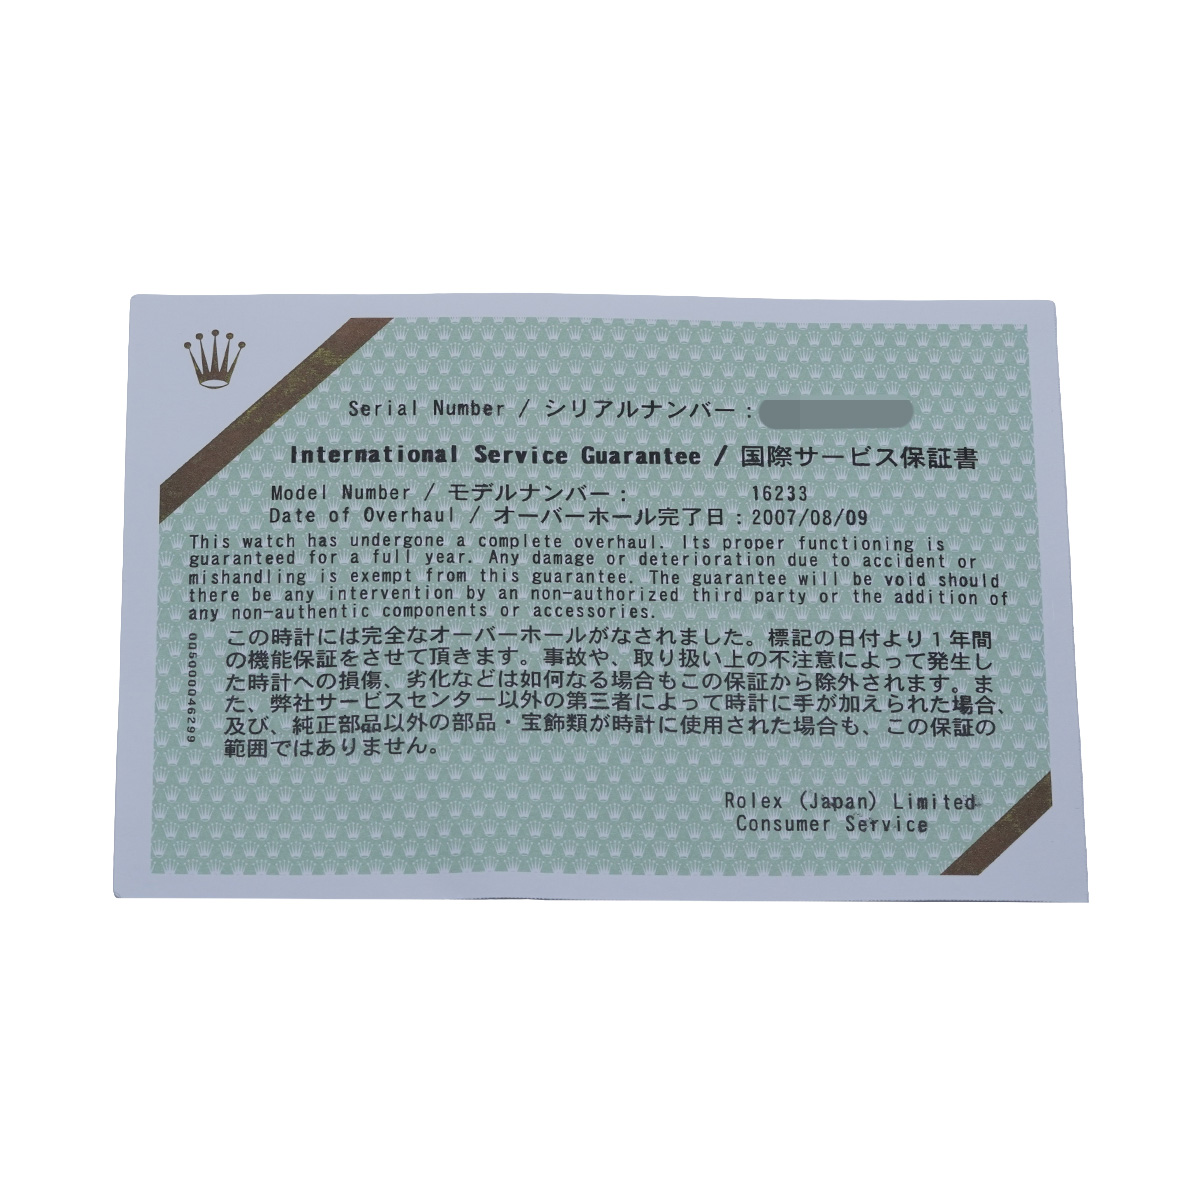 Serial Number / シリアルナンバー :
International Service Guarantee / 国際サービス保証書
Model Number / モデルナンバー : 16233
Date of Overhaul / オーバーホール完了日 : 2007/08/09
This watch has undergone a complete overhaul. Its proper functioning is
guaranteed for a full year. Any damage or deterioration due to accident or
mishandling is exempt from this guarantee. The guarantee will be void should
there be any intervention by an non-authorized third party or the addition of
any non-authentic components or accessories.
この時計には完全なオーバーホールがなされました。標記の日付より1年間
の機能保証をさせて頂きます。事故や、取り扱い上の不注意によって発生し
た時計への損傷、劣化などは如何なる場合もこの保証から除外されます。ま
た、弊社サービスセンター以外の第三者によって時計に手が加えられた場合、
及び、純正部品以外の部品・宝飾類が時計に使用された場合も、この保証の
範囲ではありません。
005000046299
Rolex (Japan) Limited
Consumer Service